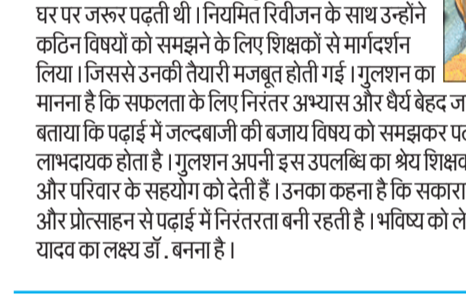 घर पर जरूर पढ़ती थी । नियमित रिवीजन के साथ उन्होंने
कठिन विषयों को समझने के लिए शिक्षकों से मार्गदर्शन
लिया । जिससे उनकी तैयारी मजबूत होती गई । गुलशन का
मानना है कि सफलता के लिए निरंतर अभ्यास और धैर्य बेहद
बताया कि पढ़ाई में जल्दबाजी की बजाय विषय को समझकर
लाभदायक होता है । गुलशन अपनी इस उपलब्धि का श्रेय
और परिवार के सहयोग को देती हैं । उनका कहना है कि
और प्रोत्साहन से पढ़ाई में निरंतरता बनी रहती है । भविष्य को
यादव का लक्ष्य डॉ . बनना है ।